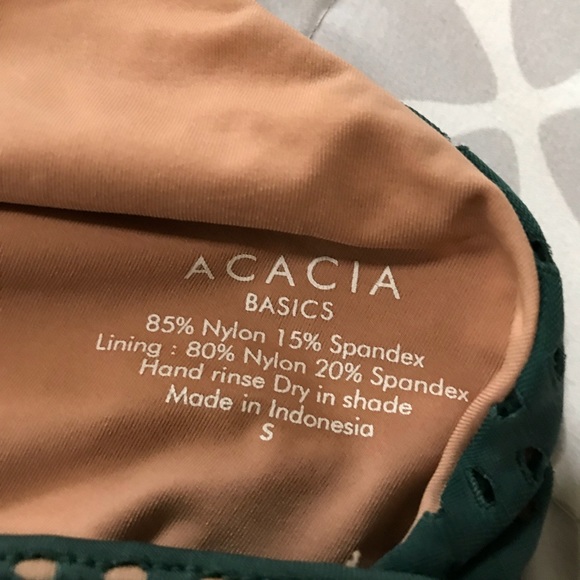 ACACIA
BASICS
85% Nylon 15% Spandex
Lining : 80% Nylon 20% Spandex
Hand rinse Dry in shade
Made in Indonesia
S